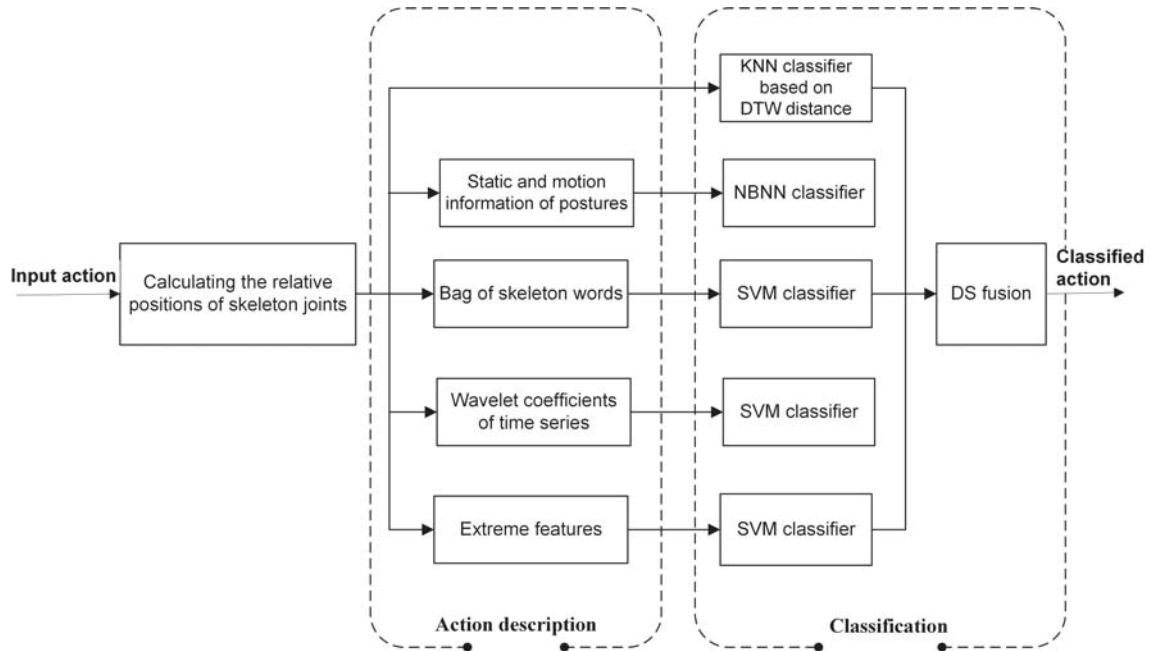 Input action
Calculating the relative
positions of skeleton joints
Static and motion
information of postures
Bag of skeleton words
Wavelet coefficients
of time series
Extreme features
Action description
KNN classifier
based on
DTW distance
NBNN classifier
SVM classifier
SVM classifier
SVM classifier
DS fusion
Classification
Classified
action